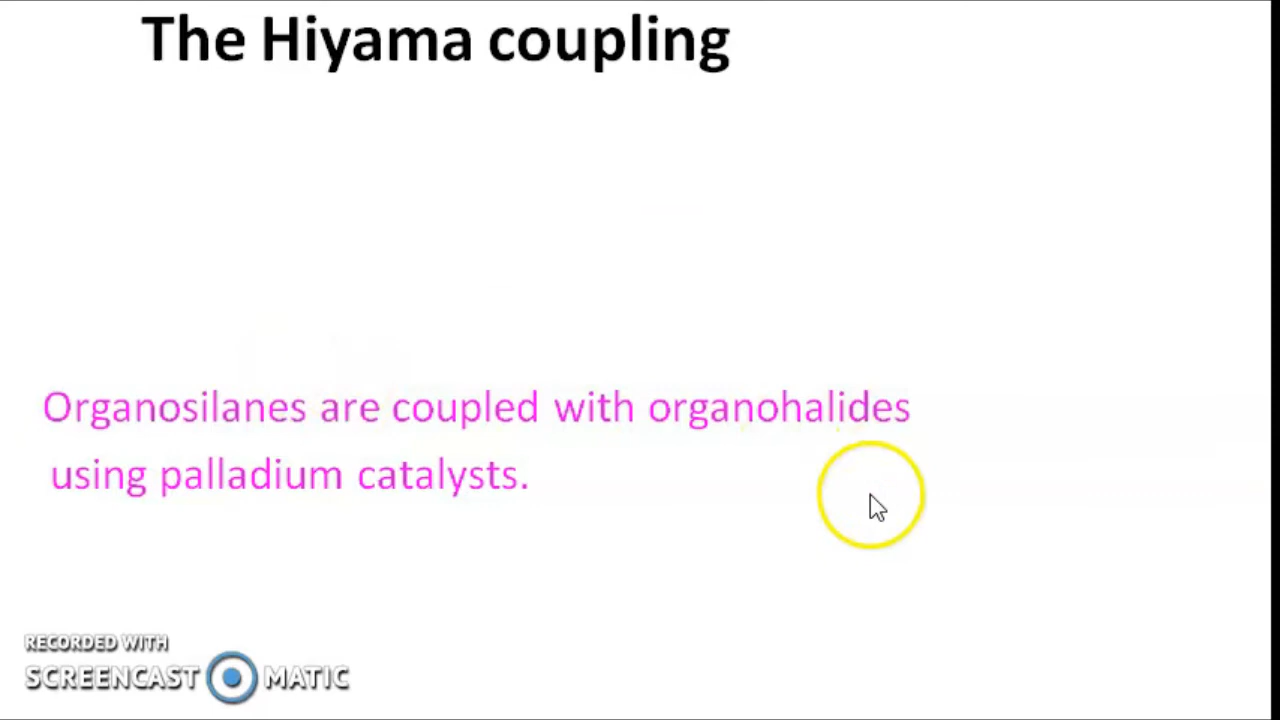 The Hiyama coupling
Organosilanes are coupled with organohalides
using palladium catalysts.
RECORDED WITH
SCREENCAST MATIC